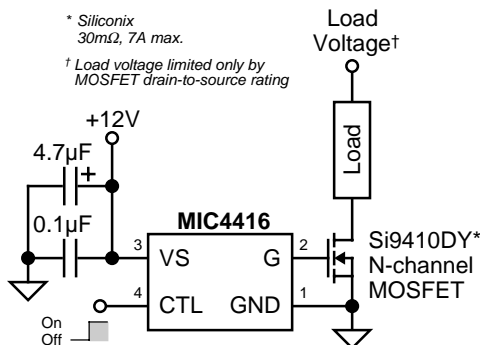 * Siliconix
30mΩ, 7A max.
† Load voltage limited only by
MOSFET drain-to-source rating
Load
Voltage†
+12V
4.7µF
+
Load
0.1µF
MIC4416
3
VS
G
2
Si9410DY*
N-channel
MOSFET
4
CTL
GND
1
On
Off